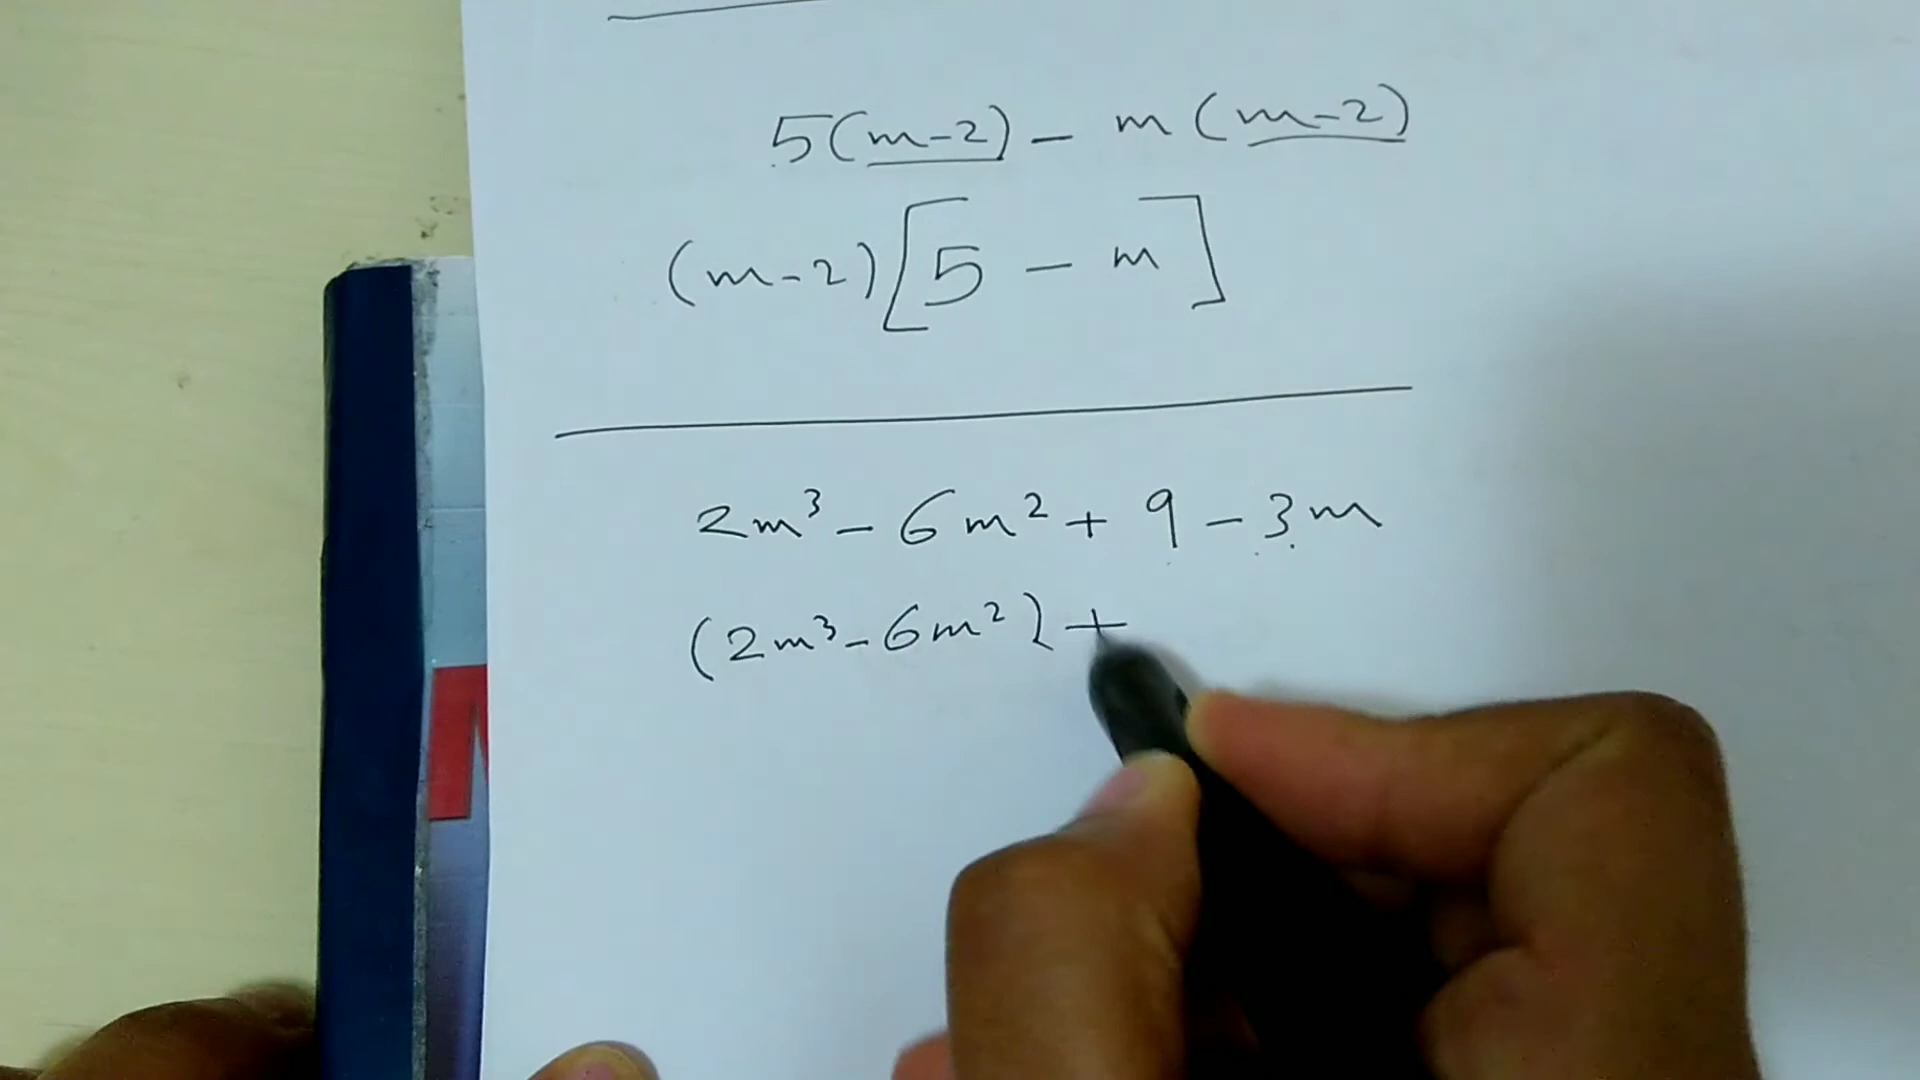 5(m-2) - m(m-2)
(m-2)[5 - m]
2m³ - 6m² + 9 - 3m
(2m³ - 6m²) +